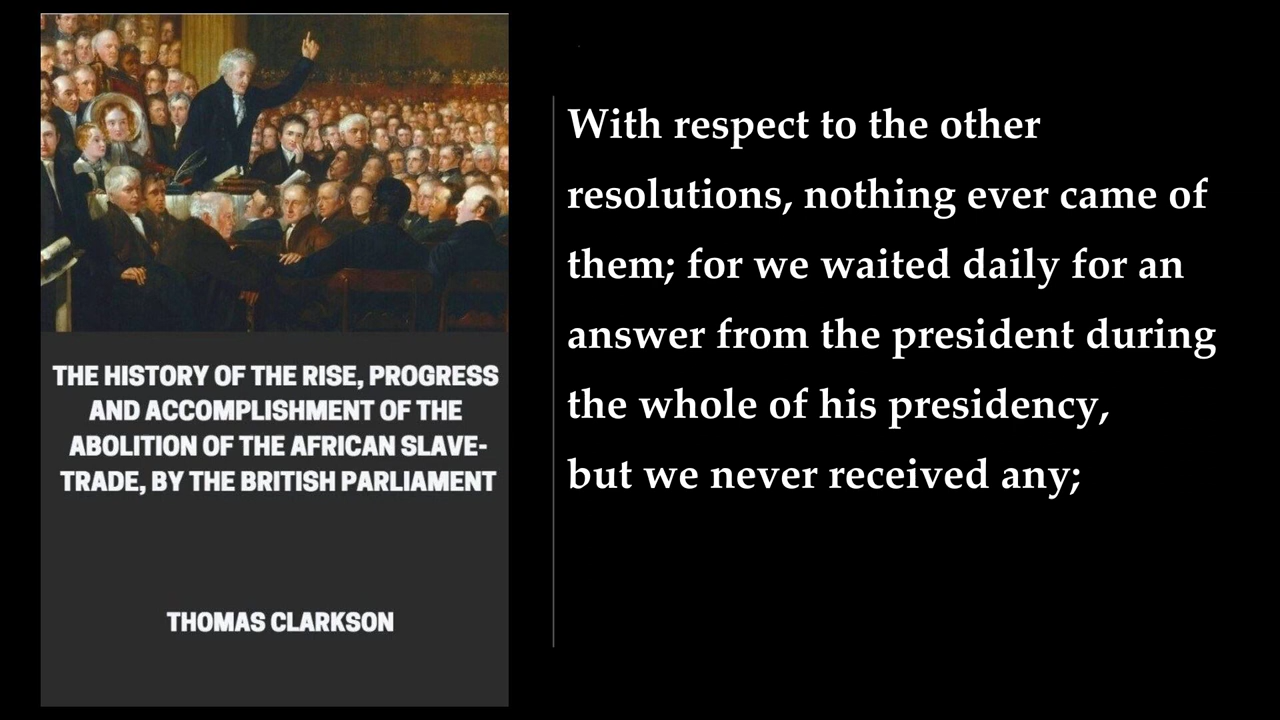 THE HISTORY OF THE RISE, PROGRESS
AND ACCOMPLISHMENT OF THE
ABOLITION OF THE AFRICAN SLAVE-
TRADE, BY THE BRITISH PARLIAMENT
THOMAS CLARKSON
With respect to the other
resolutions, nothing ever came of
them; for we waited daily for an
answer from the president during
the whole of his presidency,
but we never received any;